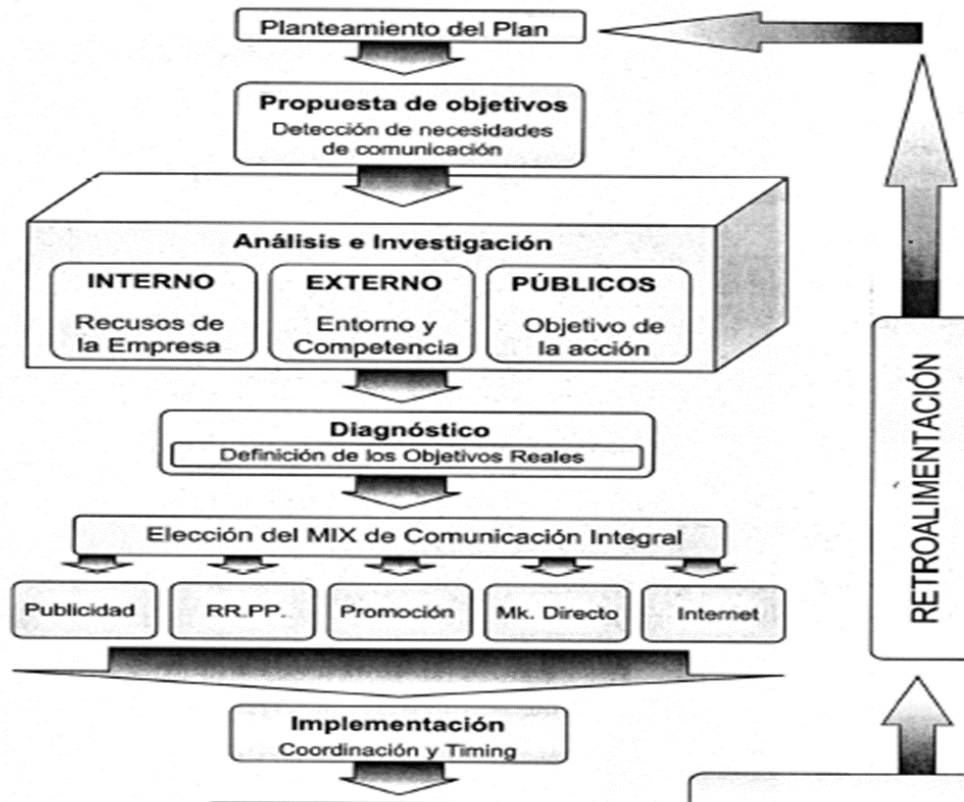 Planteamiento del Plan
Propuesta de objetivos
Detección de necesidades
de comunicación
Análisis e Investigación
INTERNO
Recusos de
la Empresa
EXTERNO
Entorno y
Competencia
PÚBLICOS
Objetivo de
la acción
Diagnóstico
Definición de los Objetivos Reales
Elección del MIX de Comunicación Integral
Publicidad
RR.PP.
Promoción
Mk. Directo
Internet
Implementación
Coordinación y Timing
RETROALIMENTACIÓN